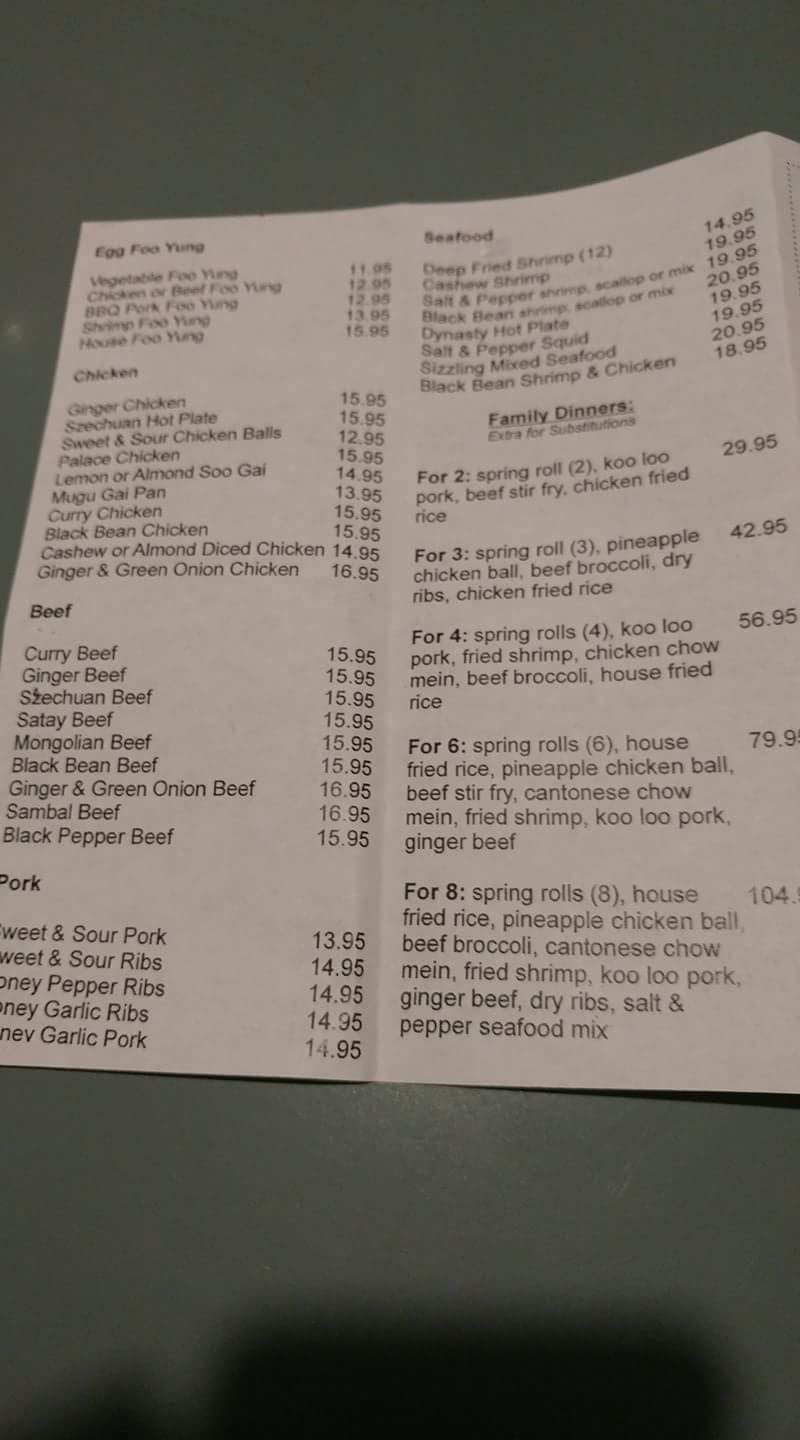 Egg Foo Yung
Vegetable Foo Yung 11.95
Chicken or Beef Foo Yung 12.95
BBQ Pork Foo Yung 12.95
Shrimp Foo Yung 13.95
House Foo Yung 15.95
Chicken
Ginger Chicken 15.95
Szechuan Hot Plate 15.95
Sweet & Sour Chicken Balls 12.95
Palace Chicken 15.95
Lemon or Almond Soo Gai 14.95
Mugu Gai Pan 13.95
Curry Chicken 15.95
Black Bean Chicken 15.95
Cashew or Almond Diced Chicken 14.95
Ginger & Green Onion Chicken 16.95
Beef
Curry Beef 15.95
Ginger Beef 15.95
Szechuan Beef 15.95
Satay Beef 15.95
Mongolian Beef 15.95
Black Bean Beef 15.95
Ginger & Green Onion Beef 16.95
Sambal Beef 16.95
Black Pepper Beef 15.95
Pork
weet & Sour Pork 13.95
weet & Sour Ribs 14.95
oney Pepper Ribs 14.95
oney Garlic Ribs 14.95
ney Garlic Pork 14.95
Seafood
Deep Fried Shrimp (12) 14.95
Cashew Shrimp 19.95
Salt & Pepper shrimp, scallop or mix 19.95
Black Bean shrimp, scallop or mix 20.95
Dynasty Hot Plate 19.95
Salt & Pepper Squid 19.95
Sizzling Mixed Seafood 20.95
Black Bean Shrimp & Chicken 18.95
Family Dinners:
Extra for Substitutions
For 2: spring roll (2), koo loo 29.95
pork, beef stir fry, chicken fried
rice
For 3: spring roll (3), pineapple 42.95
chicken ball, beef broccoli, dry
ribs, chicken fried rice
For 4: spring rolls (4), koo loo 56.95
pork, fried shrimp, chicken chow
mein, beef broccoli, house fried
rice
For 6: spring rolls (6), house 79.95
fried rice, pineapple chicken ball,
beef stir fry, cantonese chow
mein, fried shrimp, koo loo pork,
ginger beef
For 8: spring rolls (8), house 104.
fried rice, pineapple chicken ball,
beef broccoli, cantonese chow
mein, fried shrimp, koo loo pork,
ginger beef, dry ribs, salt &
pepper seafood mix